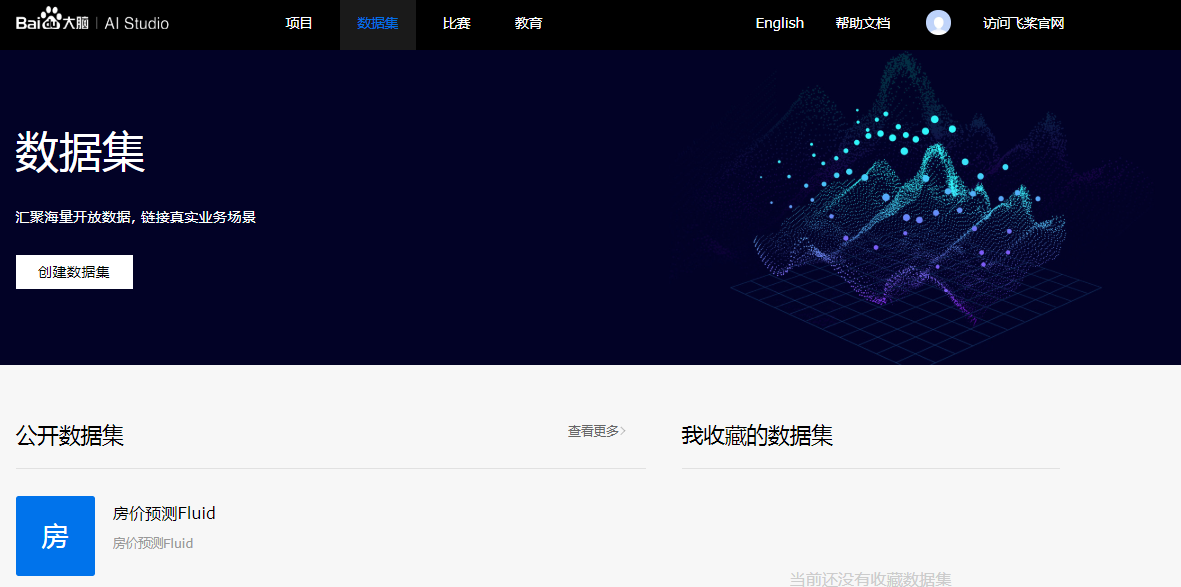 Bai大脑 | AI Studio 项目 数据集 比赛 教育 English 帮助文档 访问飞桨官网
数据集
汇聚海量开放数据，链接真实业务场景
创建数据集
公开数据集 查看更多>
我收藏的数据集
房
房价预测Fluid
房价预测Fluid
当前还没有收藏数据集